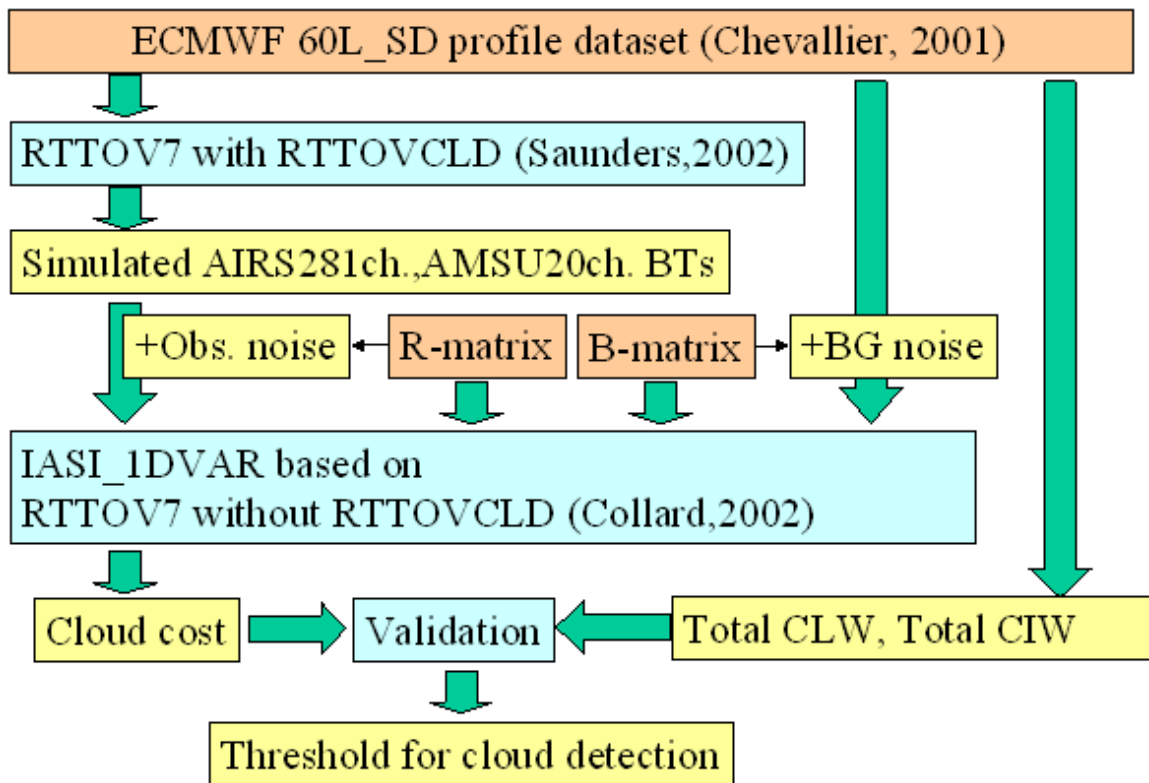 ECMWF 60L_SD profile dataset (Chevallier, 2001)
RTTOV7 with RTTOVCLD (Saunders,2002)
Simulated AIRS281ch.,AMSU20ch. BTs
+Obs. noise
R-matrix
B-matrix
+BG noise
IASI_1DVAR based on
RTTOV7 without RTTOVCLD (Collard,2002)
Cloud cost
Validation
Total CLW, Total CIW
Threshold for cloud detection